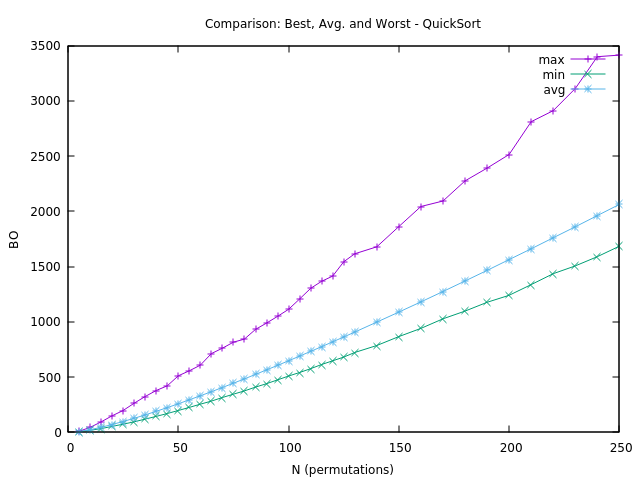 Comparison: Best, Avg. and Worst - QuickSort
3500
3000
2500
2000
1500
1000
500
0
BO
max
min
avg
0 50 100 150 200 250
N (permutations)